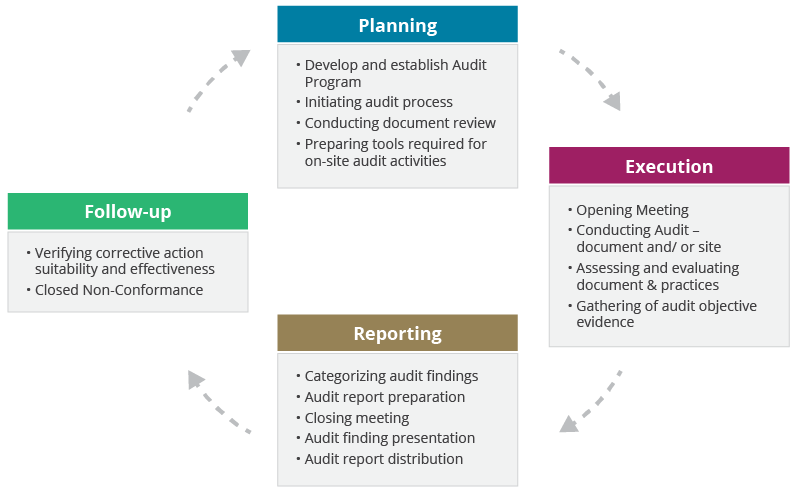 Planning
• Develop and establish Audit
Program
• Initiating audit process
• Conducting document review
• Preparing tools required for
on-site audit activities
Execution
• Opening Meeting
• Conducting Audit –
document and/ or site
• Assessing and evaluating
document & practices
• Gathering of audit objective
evidence
Reporting
• Categorizing audit findings
• Audit report preparation
• Closing meeting
• Audit finding presentation
• Audit report distribution
Follow-up
• Verifying corrective action
suitability and effectiveness
• Closed Non-Conformance